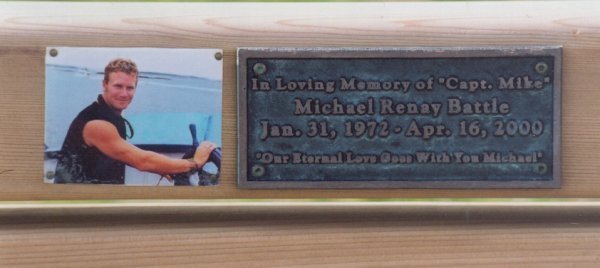 In Loving Memory of "Capt. Mike"
Michael Renay Battle
Jan. 31, 1972 - Apr. 16, 2000
"Our Eternal Love Goes With You Michael"